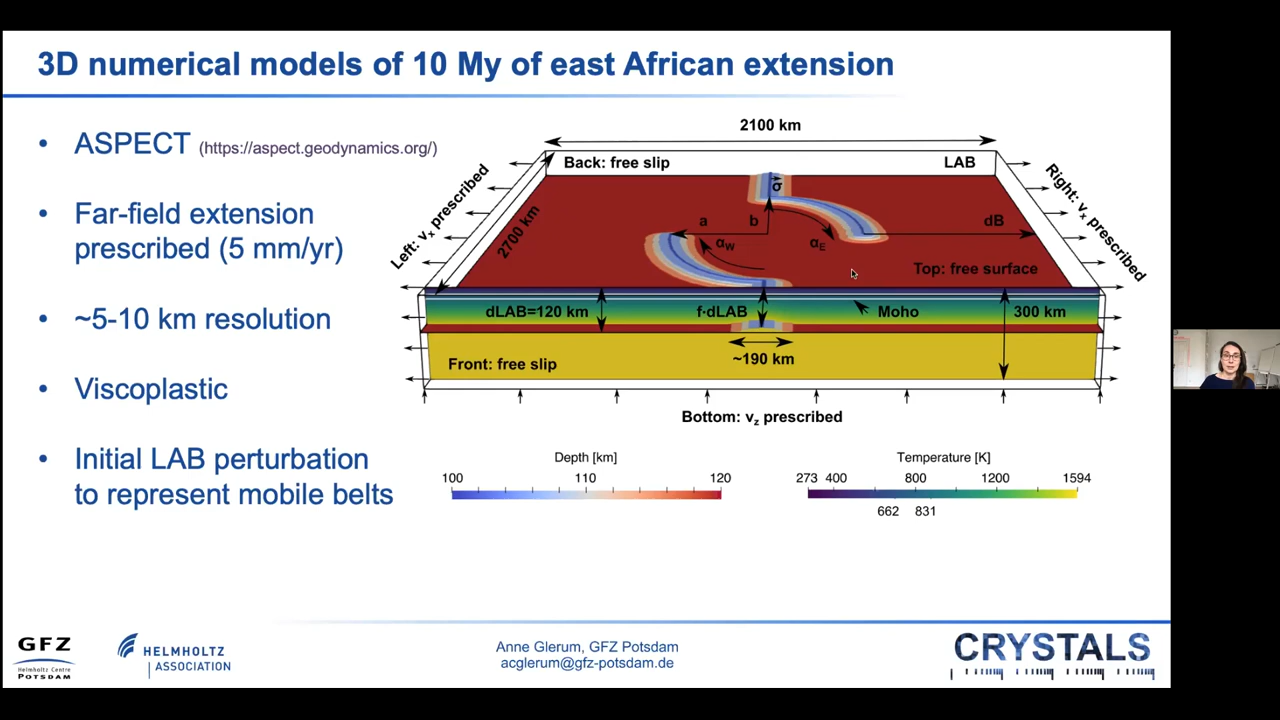 3D numerical models of 10 My of east African extension
• ASPECT (https://aspect.geodynamics.org/)
• Far-field extension
prescribed (5 mm/yr)
• ~5-10 km resolution
• Viscoplastic
• Initial LAB perturbation
to represent mobile belts
2100 km
Back: free slip
LAB
Left: vx prescribed
2700 km
Right: vx prescribed
σ
a
b
dB
αW
αE
Top: free surface
dLAB=120 km
f·dLAB
Moho
300 km
~190 km
Front: free slip
Bottom: vz prescribed
Depth [km]
100 110 120
Temperature [K]
273 400 800 1200 1594
662 831
GFZ
Helmholtz Centre
POTSDAM
HELMHOLTZ
ASSOCIATION
Anne Glerum, GFZ Potsdam
acglerum@gfz-potsdam.de
CRYSTALS